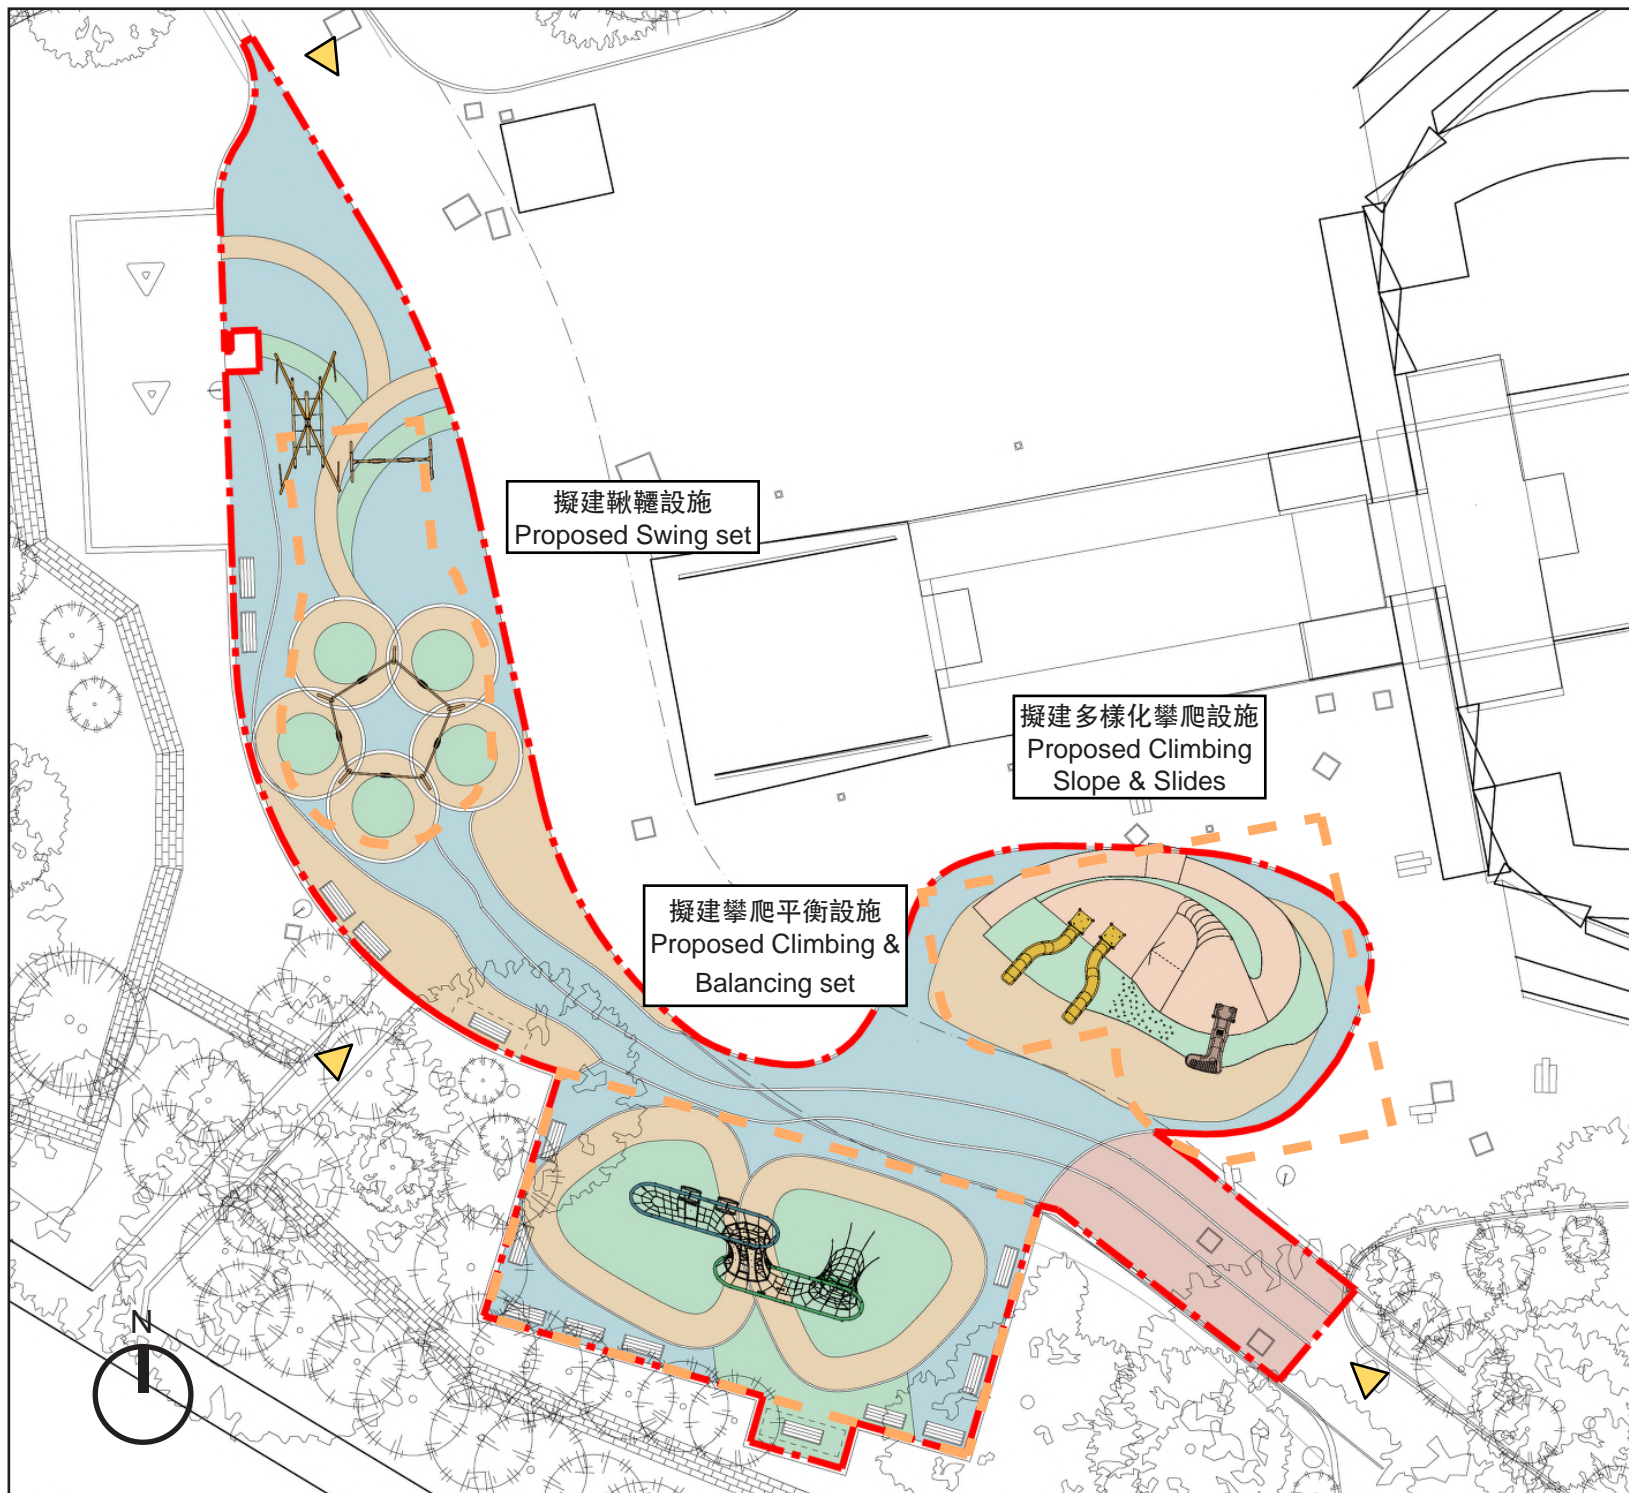 擬建鞦韆設施
Proposed Swing set
擬建多樣化攀爬設施
Proposed Climbing
Slope & Slides
擬建攀爬平衡設施
Proposed Climbing &
Balancing set
N